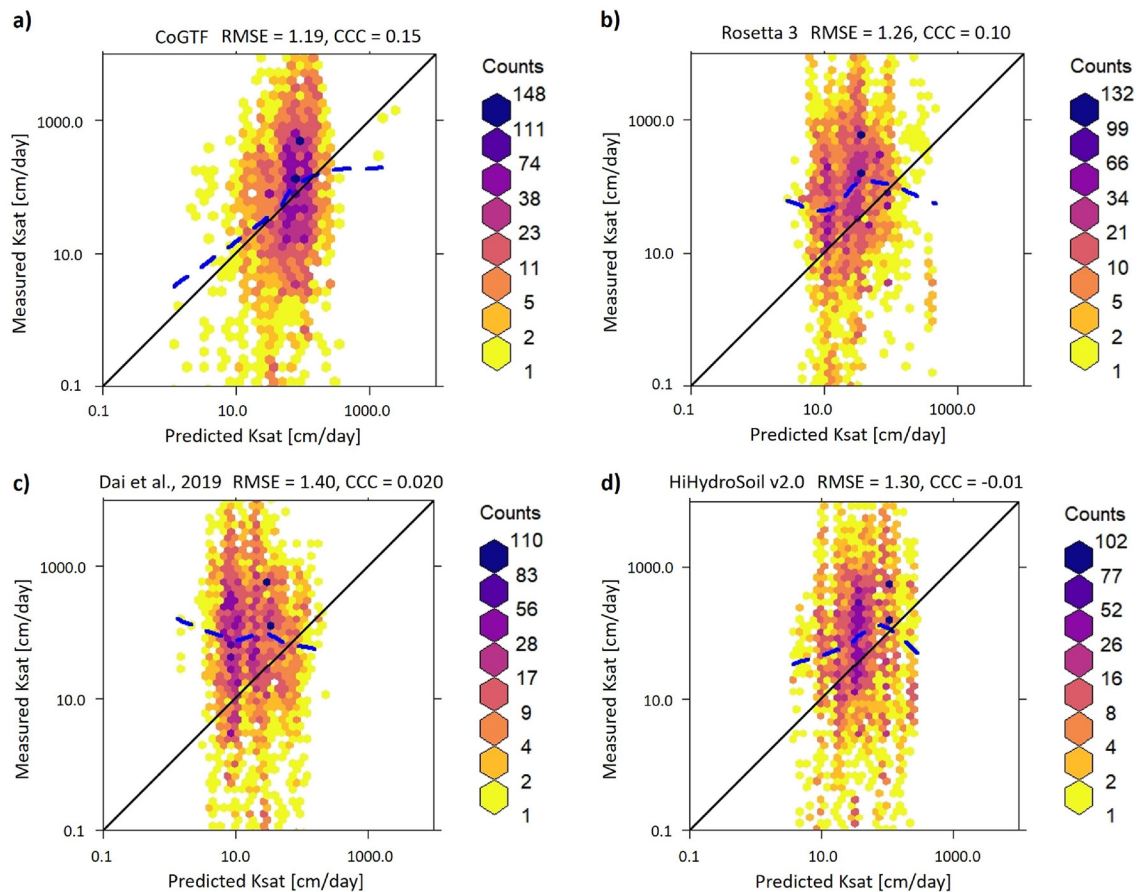 a)
CoGTF RMSE = 1.19, CCC = 0.15
Measured Ksat [cm/day]
1000.0
10.0
0.1
0.1 10.0 1000.0
Predicted Ksat [cm/day]
Counts
148
111
74
38
23
11
5
2
1
b)
Rosetta 3 RMSE = 1.26, CCC = 0.10
Measured Ksat [cm/day]
1000.0
10.0
0.1
0.1 10.0 1000.0
Predicted Ksat [cm/day]
Counts
132
99
66
34
21
10
5
2
1
c)
Dai et al., 2019 RMSE = 1.40, CCC = 0.020
Measured Ksat [cm/day]
1000.0
10.0
0.1
0.1 10.0 1000.0
Predicted Ksat [cm/day]
Counts
110
83
56
28
17
9
4
2
1
d)
HiHydroSoil v2.0 RMSE = 1.30, CCC = -0.01
Measured Ksat [cm/day]
1000.0
10.0
0.1
0.1 10.0 1000.0
Predicted Ksat [cm/day]
Counts
102
77
52
26
16
8
4
2
1